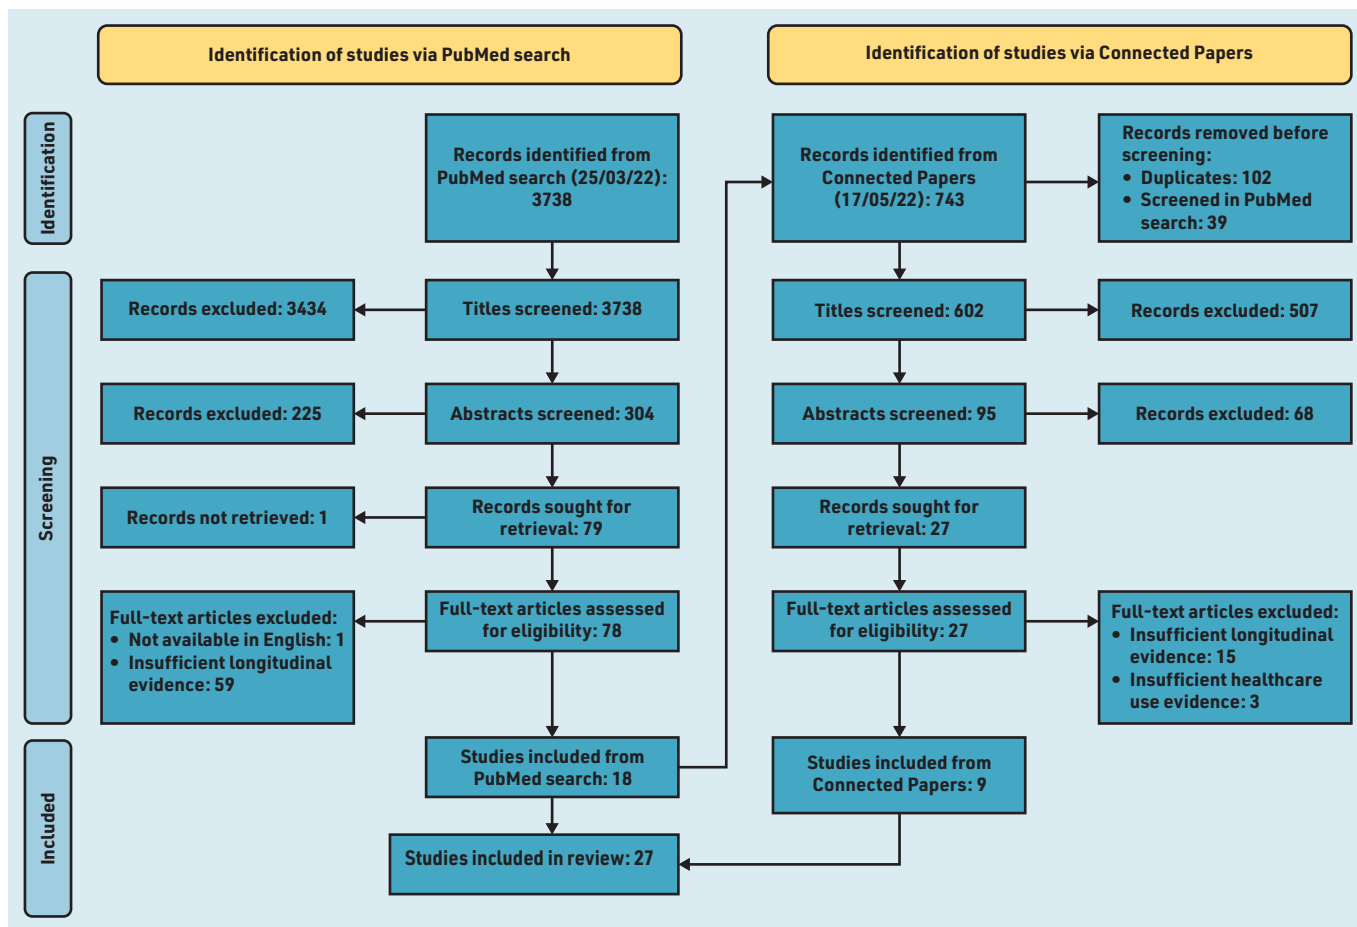 Identification of studies via PubMed search
Identification of studies via Connected Papers
Identification
Records identified from
PubMed search (25/03/22):
3738
Records identified from
Connected Papers
(17/05/22): 743
Records removed before
screening:
• Duplicates: 102
• Screened in PubMed
search: 39
Screening
Records excluded: 3434
Titles screened: 3738
Titles screened: 602
Records excluded: 507
Records excluded: 225
Abstracts screened: 304
Abstracts screened: 95
Records excluded: 68
Records not retrieved: 1
Records sought for
retrieval: 79
Records sought for
retrieval: 27
Full-text articles excluded:
• Not available in English: 1
• Insufficient longitudinal
evidence: 59
Full-text articles assessed
for eligibility: 78
Full-text articles assessed
for eligibility: 27
Full-text articles excluded:
• Insufficient longitudinal
evidence: 15
• Insufficient healthcare
use evidence: 3
Included
Studies included from
PubMed search: 18
Studies included from
Connected Papers: 9
Studies included in review: 27